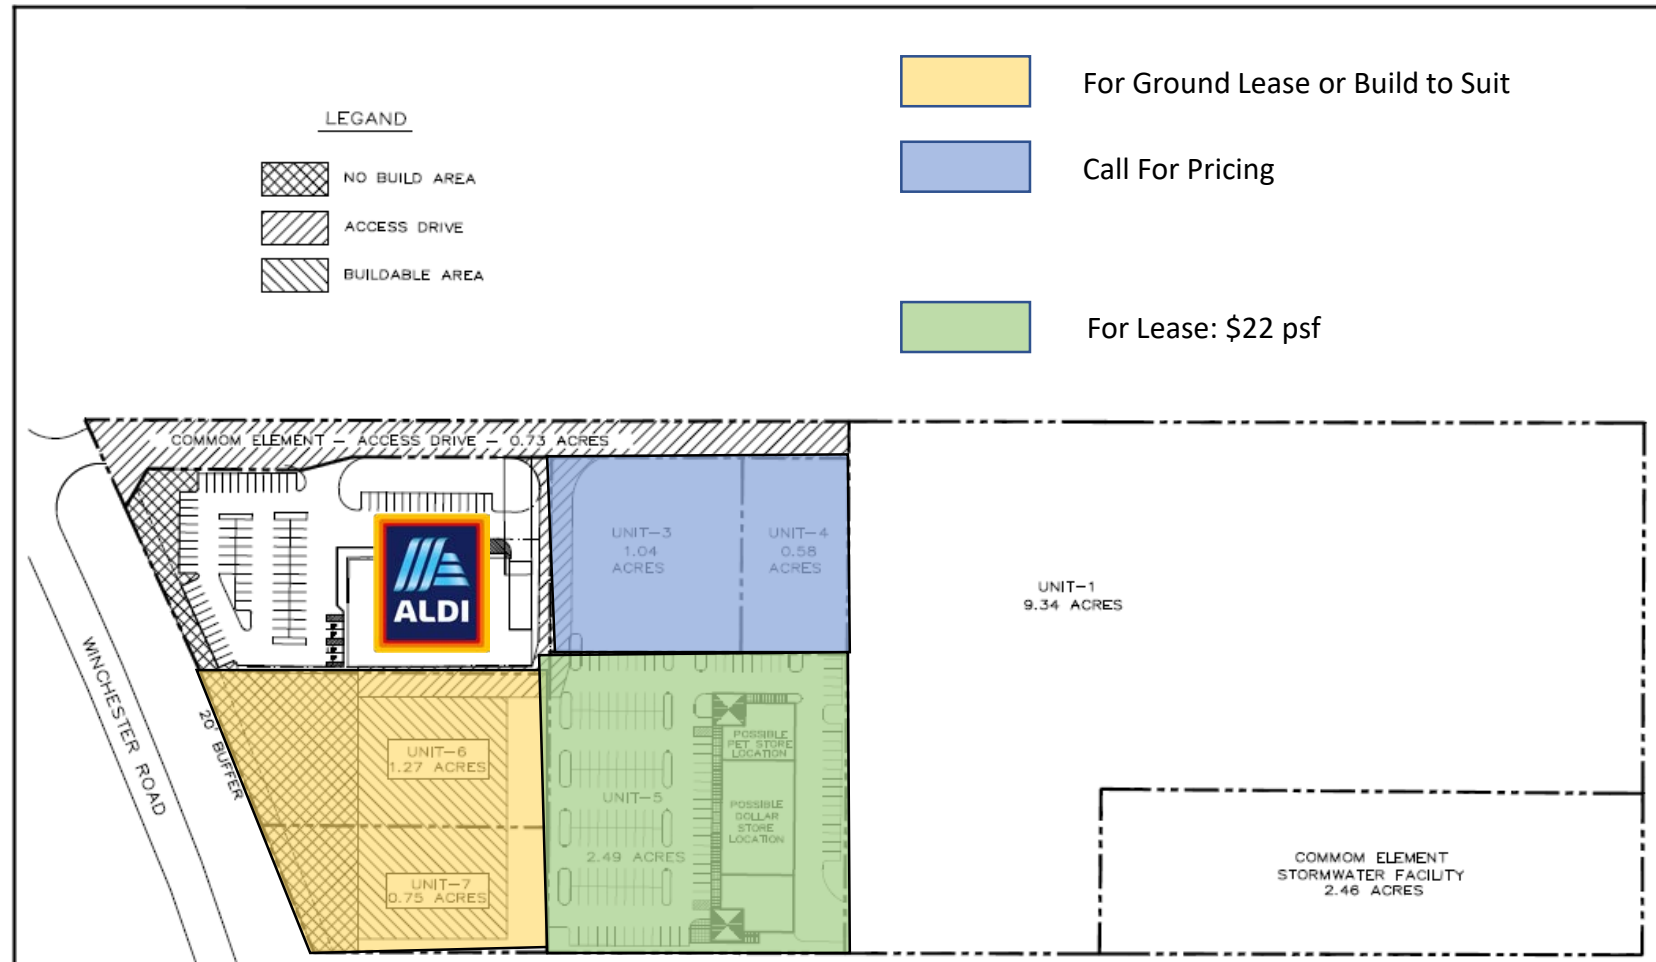 For Ground Lease or Build to Suit
Call For Pricing
For Lease: $22 psf
LEGAND
NO BUILD AREA
ACCESS DRIVE
BUILDABLE AREA
COMMOM ELEMENT – ACCESS DRIVE – 0.73 ACRES
ALDI
UNIT–3
1.04
ACRES
UNIT–4
0.58
ACRES
UNIT–1
9.34 ACRES
WINCHESTER ROAD
20' BUFFER
UNIT–6
1.27 ACRES
UNIT–7
0.75 ACRES
UNIT–5
2.49 ACRES
POSSIBLE
PET STORE
LOCATION
POSSIBLE
DOLLAR
STORE
LOCATION
COMMOM ELEMENT
STORMWATER FACILITY
2.46 ACRES